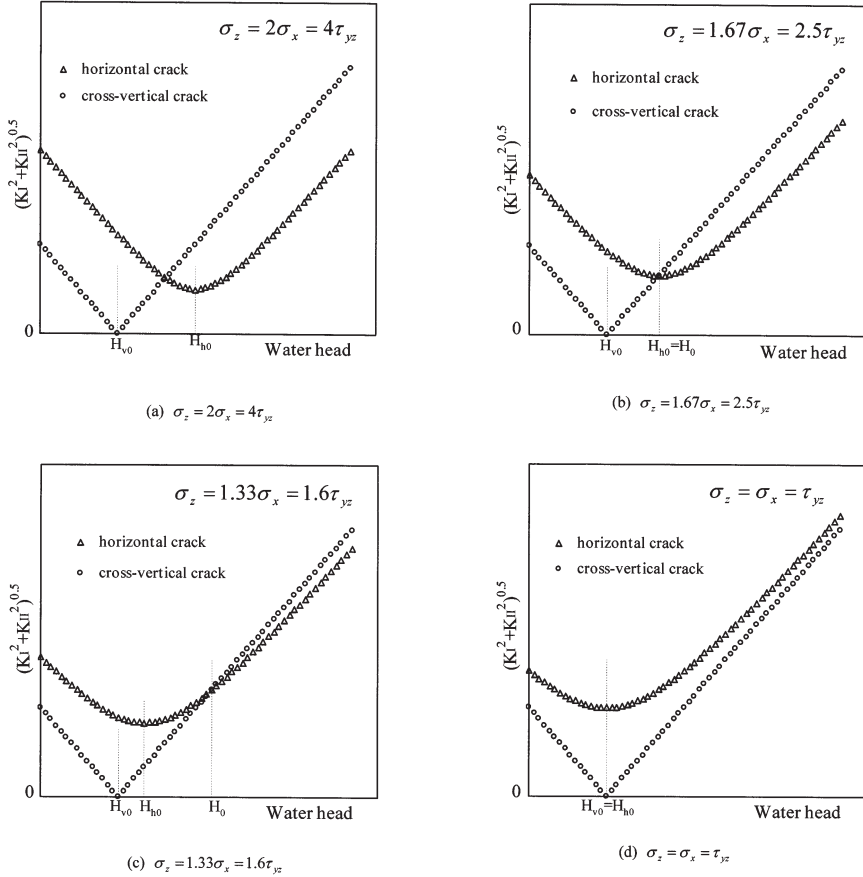 σz = 2σx = 4τyz
horizontal crack
cross-vertical crack
(KI²+KII²)^0.5
0
Hv0
Hh0
Water head
(a) σz = 2σx = 4τyz
σz = 1.67σx = 2.5τyz
horizontal crack
cross-vertical crack
(KI²+KII²)^0.5
0
Hv0
Hh0=H0
Water head
(b) σz = 1.67σx = 2.5τyz
σz = 1.33σx = 1.6τyz
horizontal crack
cross-vertical crack
(KI²+KII²)^0.5
0
Hv0
Hh0
H0
Water head
(c) σz = 1.33σx = 1.6τyz
σz = σx = τyz
horizontal crack
cross-vertical crack
(KI²+KII²)^0.5
0
Hv0=Hh0
Water head
(d) σz = σx = τyz